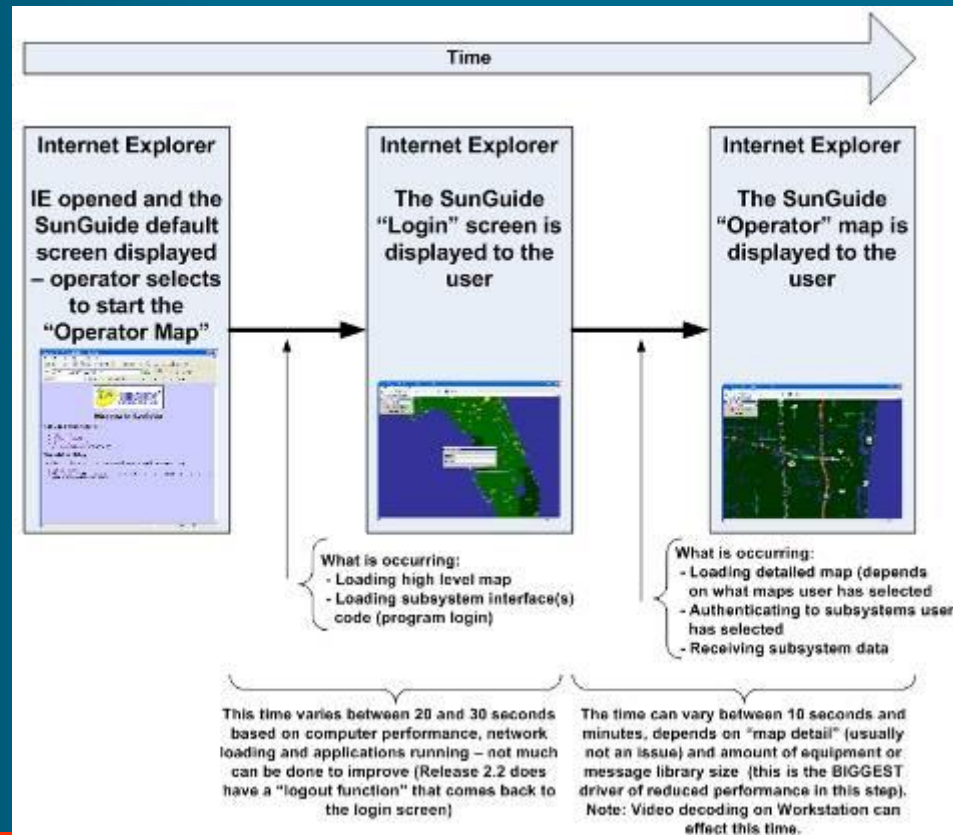 Time
Internet Explorer
IE opened and the
SunGuide default
screen displayed
– operator selects
to start the
“Operator Map”
Internet Explorer
The SunGuide
“Login” screen is
displayed to the
user
Internet Explorer
The SunGuide
“Operator” map is
displayed to the
user
What is occurring:
- Loading high level map
- Loading subsystem interface(s)
code (program login)
What is occurring:
- Loading detailed map (depends
on what maps user has selected
- Authenticating to subsystems user
has selected
- Receiving subsystem data
This time varies between 20 and 30 seconds
based on computer performance, network
loading and applications running – not much
can be done to improve (Release 2.2 does
have a “logout function” that comes back to
the login screen)
The time can vary between 10 seconds and
minutes, depends on “map detail” (usually
not an issue) and amount of equipment or
message library size (this is the BIGGEST
driver of reduced performance in this step).
Note: Video decoding on Workstation can
effect this time.